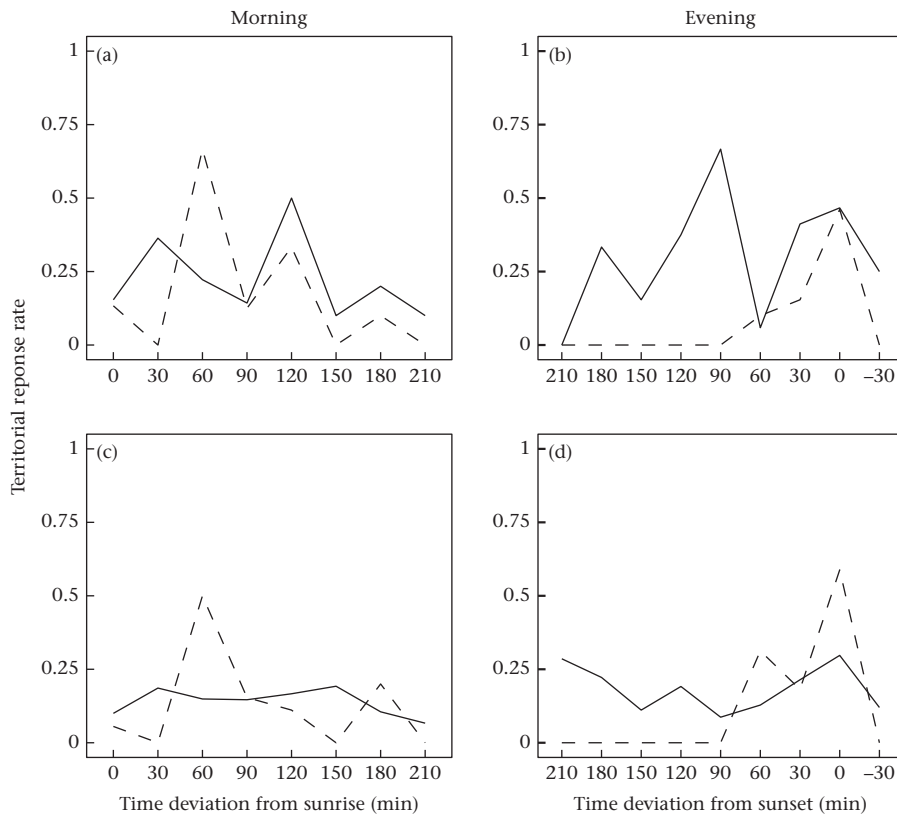 Morning
Evening
(a)
1
0.75
0.5
0.25
0
0 30 60 90 120 150 180 210
(b)
1
0.75
0.5
0.25
0
210 180 150 120 90 60 30 0 –30
Territorial reponse rate
(c)
1
0.75
0.5
0.25
0
0 30 60 90 120 150 180 210
Time deviation from sunrise (min)
(d)
1
0.75
0.5
0.25
0
210 180 150 120 90 60 30 0 –30
Time deviation from sunset (min)